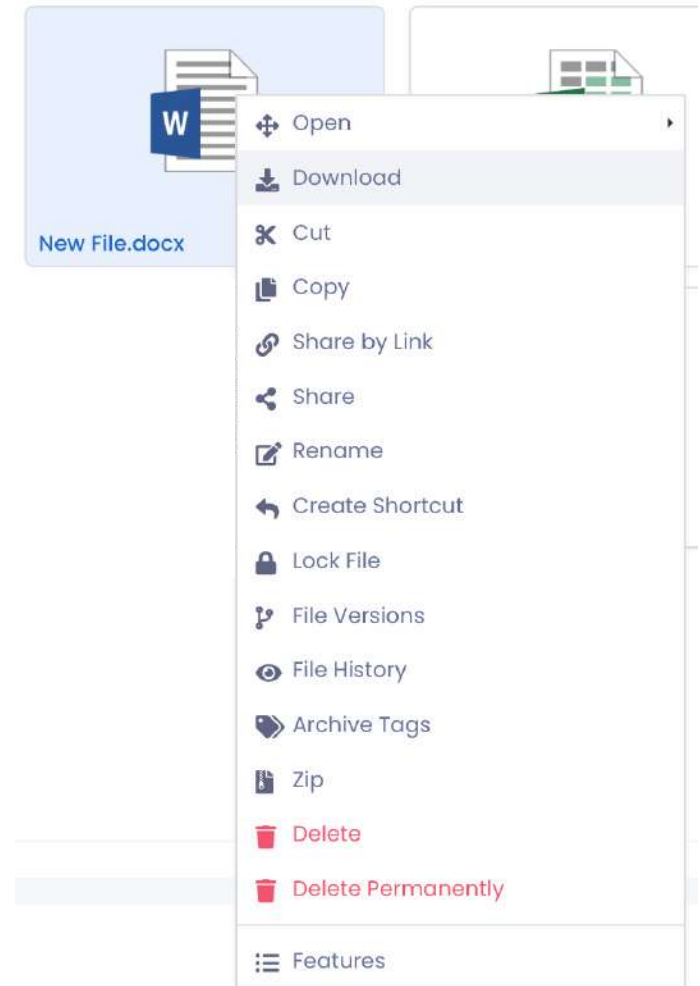 W
New File.docx
Open
Download
Cut
Copy
Share by Link
Share
Rename
Create Shortcut
Lock File
File Versions
File History
Archive Tags
Zip
Delete
Delete Permanently
Features